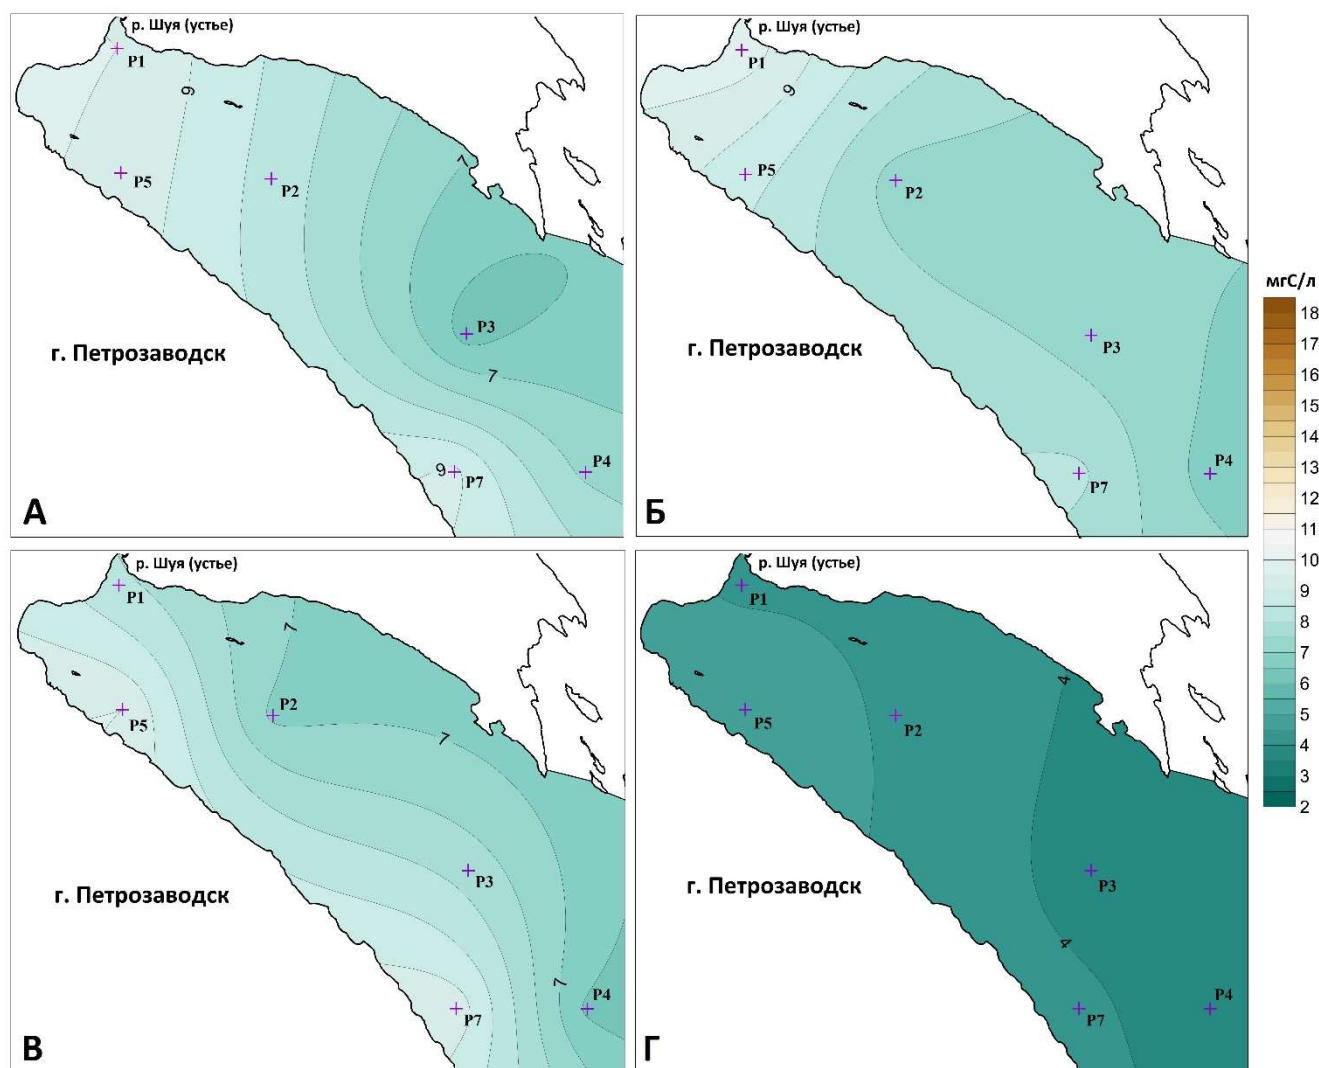 р. Шуя (устье)
P1
9
P5
P2
7
P3
7
г. Петрозаводск
9
P7
P4
А
р. Шуя (устье)
P1
9
P5
P2
P3
г. Петрозаводск
P7
P4
Б
мгС/л
18
17
16
15
14
13
12
11
10
9
8
7
6
5
4
3
2
р. Шуя (устье)
P1
7
P5
P2
7
P3
г. Петрозаводск
7
P4
P7
В
р. Шуя (устье)
P1
4
P5
P2
P3
г. Петрозаводск
4
P4
P7
Г